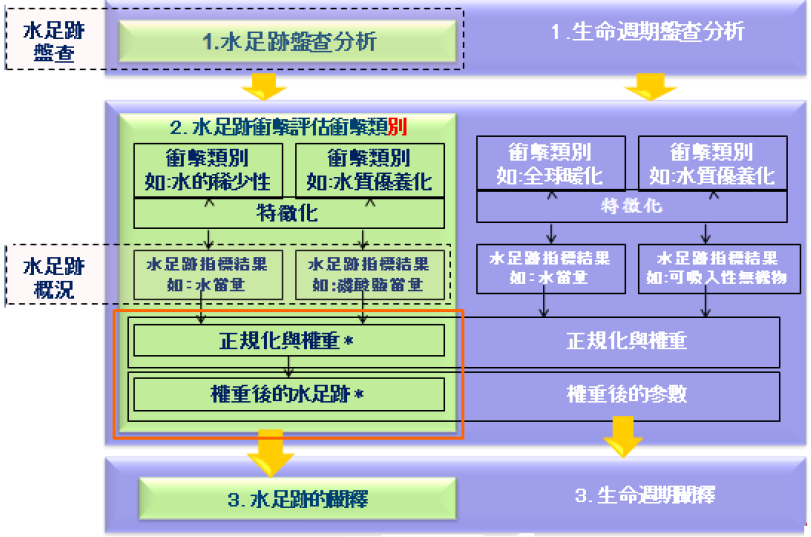 水足跡
盤查
1.水足跡盤查分析
1.生命週期盤查分析
2. 水足跡衝擊評估衝擊類別
衝擊類別
如:水的稀少性
衝擊類別
如:水質優養化
特徵化
衝擊類別
如:全球暖化
衝擊類別
如:水質優養化
特徵化
水足跡
概況
水足跡指標結果
如:水當量
水足跡指標結果
如:磷酸鹽當量
水足跡指標結果
如:水當量
水足跡指標結果
如:可吸入性無機物
正規化與權重*
正規化與權重
權重後的水足跡*
權重後的參數
3. 水足跡的闡釋
3. 生命週期闡釋